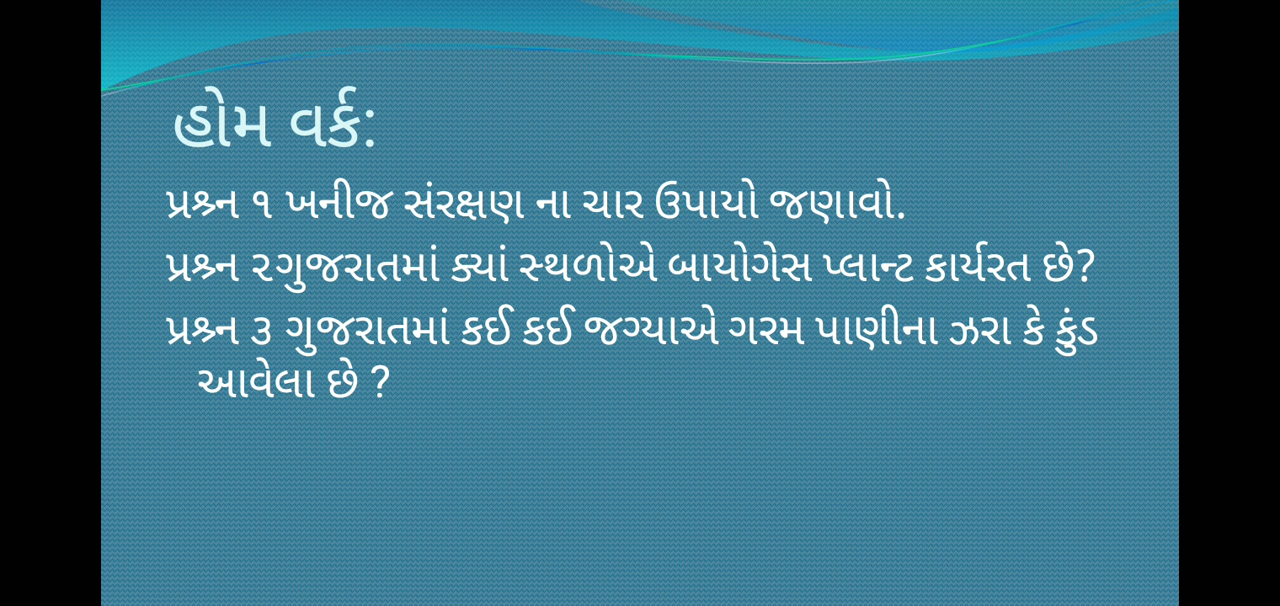 હોમ વર્ક:
પ્રશ્ર્ન ૧ ખનીજ સંરક્ષણ ના ચાર ઉપાયો જણાવો.
પ્રશ્ર્ન ૨ગુજરાતમાં ક્યાં સ્થળોએ બાયોગેસ પ્લાન્ટ કાર્યરત છે?
પ્રશ્ર્ન ૩ ગુજરાતમાં કઈ કઈ જગ્યાએ ગરમ પાણીના ઝરા કે કુંડ
આવેલા છે ?